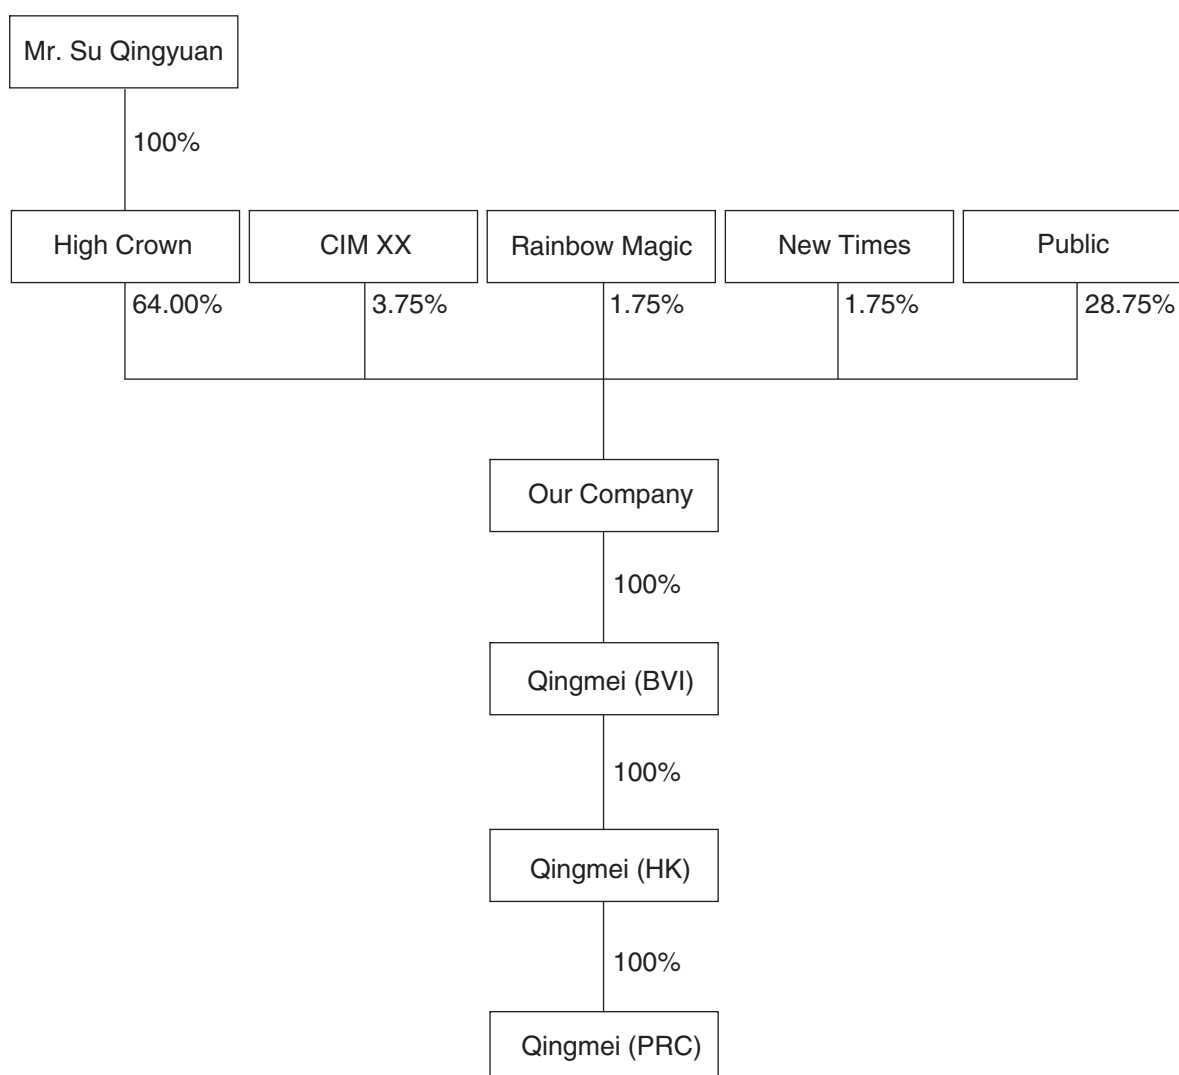 Mr. Su Qingyuan
100%
High Crown
CIM XX
Rainbow Magic
New Times
Public
64.00%
3.75%
1.75%
1.75%
28.75%
Our Company
100%
Qingmei (BVI)
100%
Qingmei (HK)
100%
Qingmei (PRC)